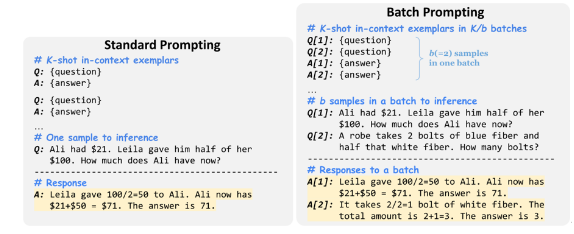 Standard Prompting
# K-shot in-context exemplars
Q: {question}
A: {answer}
Q: {question}
A: {answer}
...
# One sample to inference
Q: Ali had $21. Leila gave him half of her
$100. How much does Ali have now?
# Response
A: Leila gave 100/2=50 to Ali. Ali now has
$21+$50 = $71. The answer is 71.
Batch Prompting
# K-shot in-context exemplars in K/b batches
Q[1]: {question}
Q[2]: {question}
A[1]: {answer}
A[2]: {answer}
b(=2) samples
in one batch
...
# b samples in a batch to inference
Q[1]: Ali had $21. Leila gave him half of her
$100. How much does Ali have now?
Q[2]: A robe takes 2 bolts of blue fiber and
half that white fiber. How many bolts?
# Responses to a batch
A[1]: Leila gave 100/2=50 to Ali. Ali now has
$21+$50 = $71. The answer is 71.
A[2]: It takes 2/2=1 bolt of white fiber. The
total amount is 2+1=3. The answer is 3.